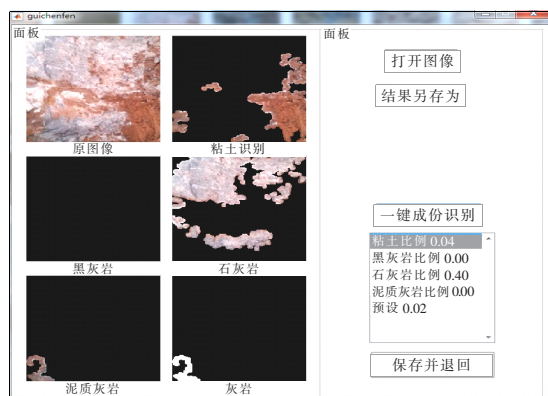 guichenfen
面板
原图像
粘土识别
黑灰岩
石灰岩
泥质灰岩
灰岩
面板
打开图像
结果另存为
一键成份识别
粘土比例 0.04
黑灰岩比例 0.00
石灰岩比例 0.40
泥质灰岩比例 0.00
预设 0.02
保存并退回